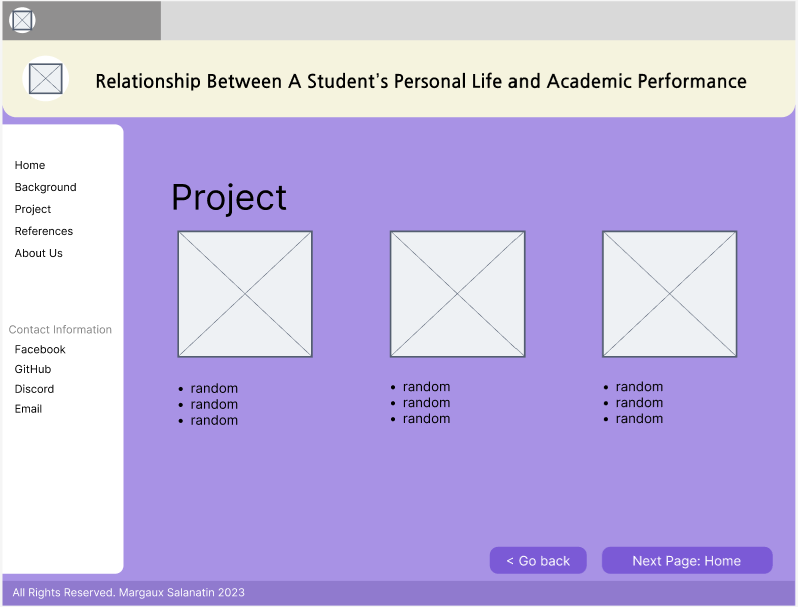 Relationship Between A Student's Personal Life and Academic Performance
Home
Background
Project
References
About Us
Contact Information
Facebook
GitHub
Discord
Email
Project
• random
• random
• random
• random
• random
• random
• random
• random
• random
< Go back
Next Page: Home
All Rights Reserved. Margaux Salanatin 2023